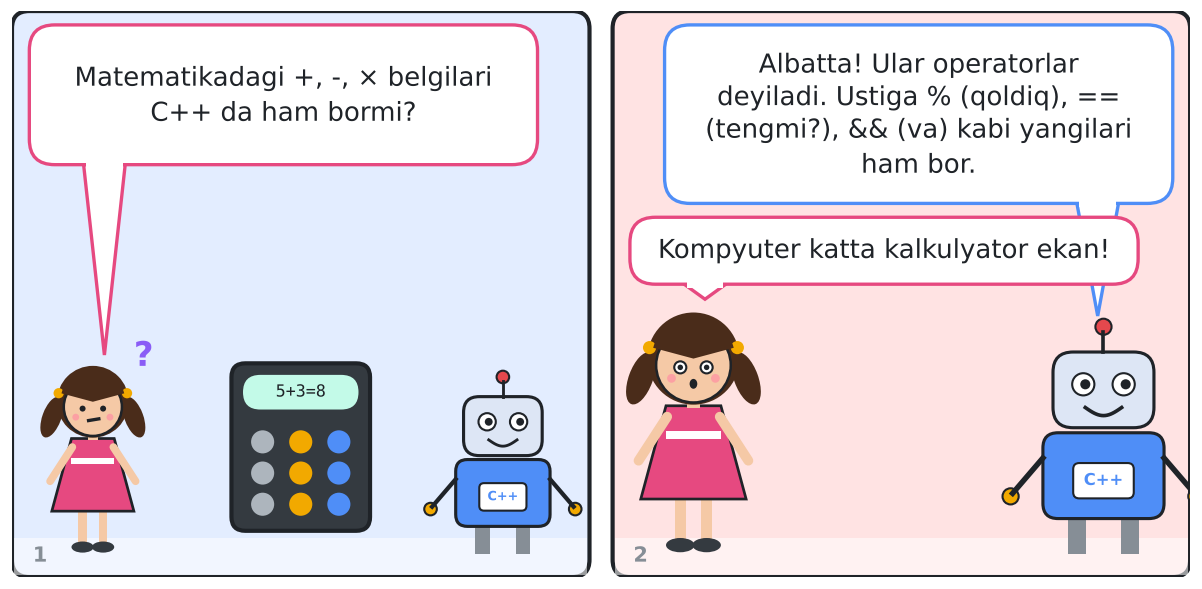 Matematikadagi +, -, × belgilari
C++ da ham bormi?
?
5+3=8
C++
1
Albatta! Ular operatorlar
deyiladi. Ustiga % (qoldiq), ==
(tengmi?), && (va) kabi yangilari
ham bor.
Kompyuter katta kalkulyator ekan!
C++
2